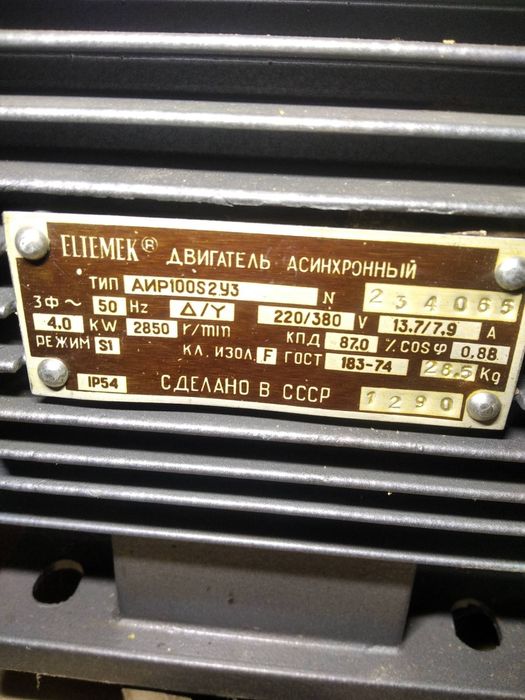 ELTEMEK® ДВИГАТЕЛЬ АСИНХРОННЫЙ
ТИП АИР100S2У3 N 234065
3Ф ~ 50 Hz Δ/Y 220/380 V 13.7/7.9 A
4.0 kW 2850 r/min КПД 87.0 % COS φ 0,88
РЕЖИМ S1 КЛ. ИЗОЛ. F ГОСТ 183-74 26.5 Kg
IP54 СДЕЛАНО В СССР 1290